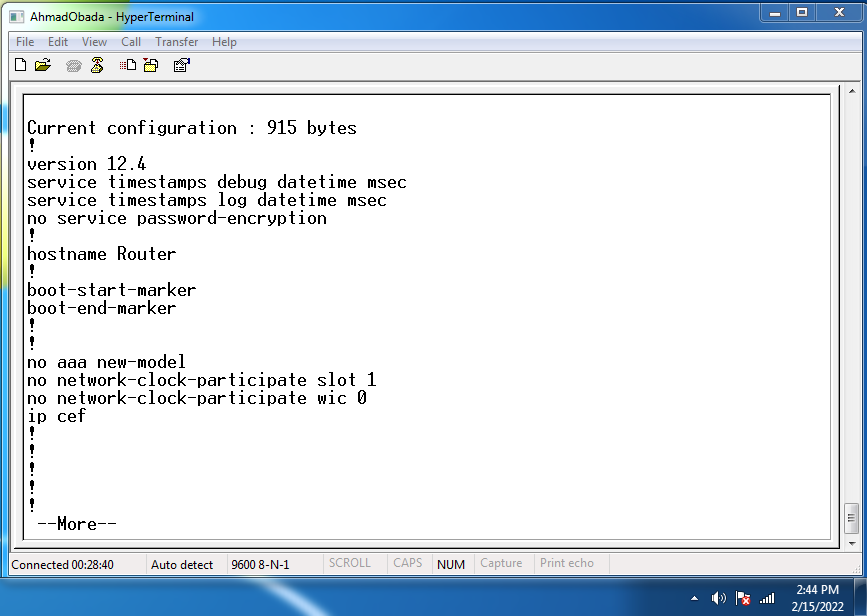 AhmadObada - HyperTerminal
File Edit View Call Transfer Help
Current configuration : 915 bytes
!
version 12.4
service timestamps debug datetime msec
service timestamps log datetime msec
no service password-encryption
!
hostname Router
!
boot-start-marker
boot-end-marker
!
!
no aaa new-model
no network-clock-participate slot 1
no network-clock-participate wic 0
ip cef
!
!
!
!
!
--More--
Connected 00:28:40 Auto detect 9600 8-N-1 SCROLL CAPS NUM Capture Print echo
2:44 PM
2/15/2022